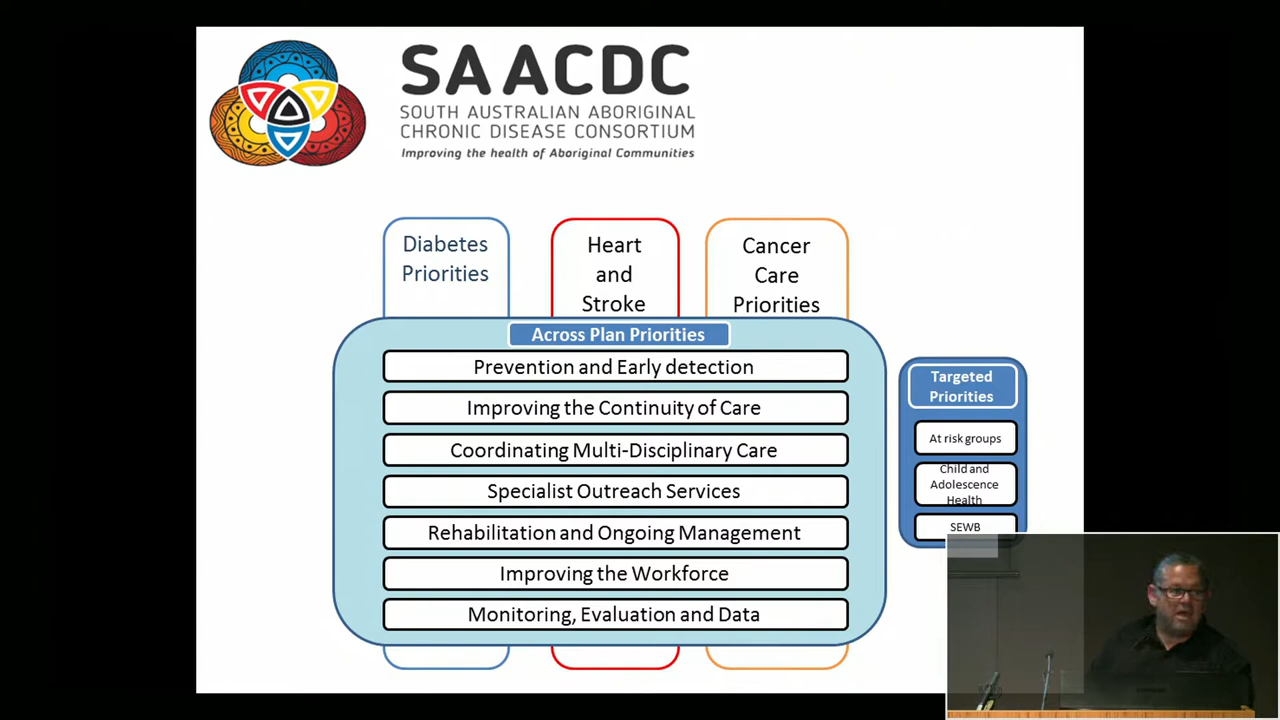 SAACDC
SOUTH AUSTRALIAN ABORIGINAL
CHRONIC DISEASE CONSORTIUM
Improving the health of Aboriginal Communities
Diabetes
Priorities
Heart
and
Stroke
Cancer
Care
Priorities
Across Plan Priorities
Prevention and Early detection
Improving the Continuity of Care
Coordinating Multi-Disciplinary Care
Specialist Outreach Services
Rehabilitation and Ongoing Management
Improving the Workforce
Monitoring, Evaluation and Data
Targeted
Priorities
At risk groups
Child and
Adolescence
Health
SEWB